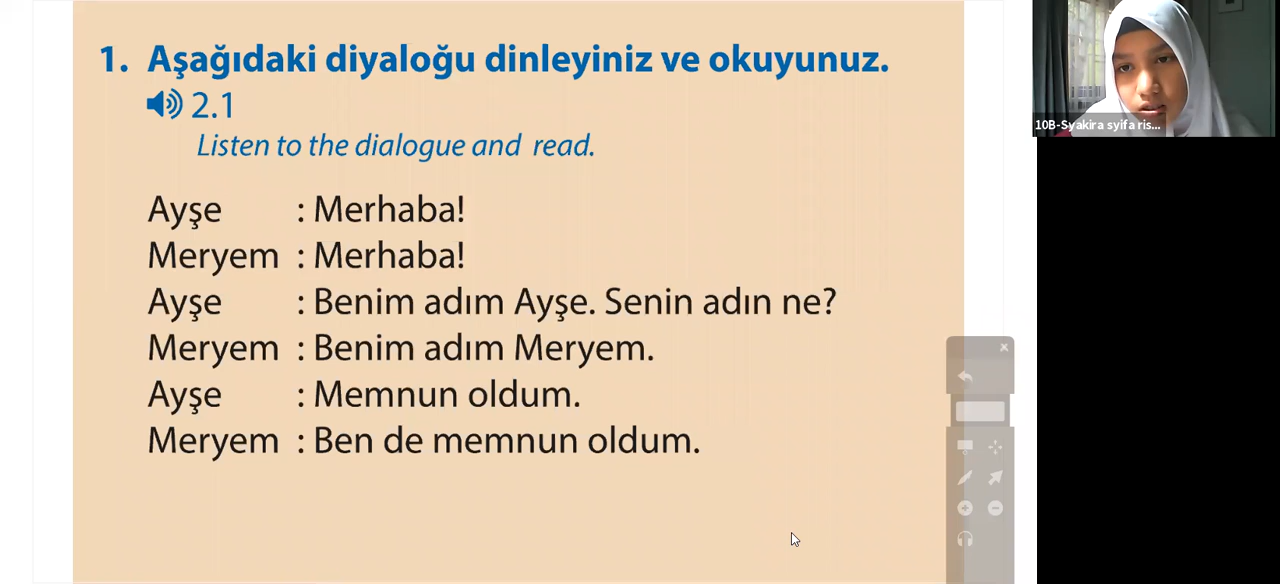 1. Aşağıdaki diyaloğu dinleyiniz ve okuyunuz.
2.1
Listen to the dialogue and read.
Ayşe : Merhaba!
Meryem : Merhaba!
Ayşe : Benim adım Ayşe. Senin adın ne?
Meryem : Benim adım Meryem.
Ayşe : Memnun oldum.
Meryem : Ben de memnun oldum.
10B-Syakira syifa ris...